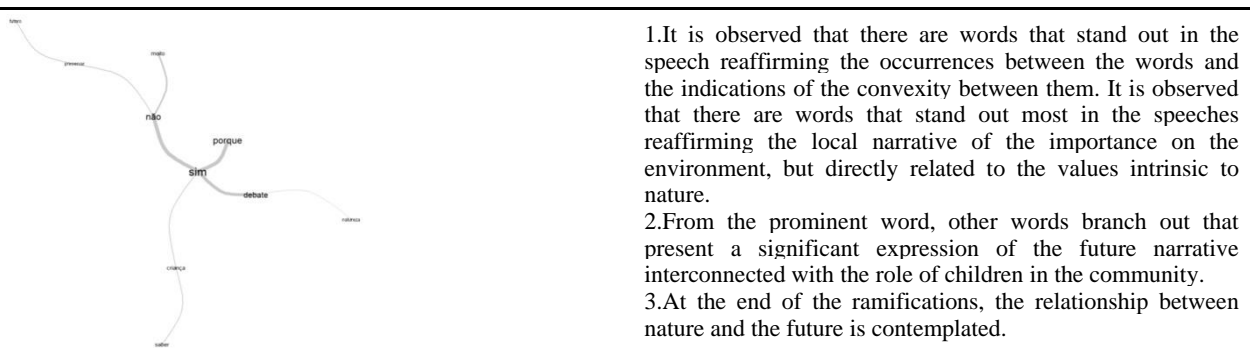 futuro
preservar
muito
não
porque
sim
debate
natureza
criança
saber
1.It is observed that there are words that stand out in the
speech reaffirming the occurrences between the words and
the indications of the convexity between them. It is observed
that there are words that stand out most in the speeches
reaffirming the local narrative of the importance on the
environment, but directly related to the values intrinsic to
nature.
2.From the prominent word, other words branch out that
present a significant expression of the future narrative
interconnected with the role of children in the community.
3.At the end of the ramifications, the relationship between
nature and the future is contemplated.